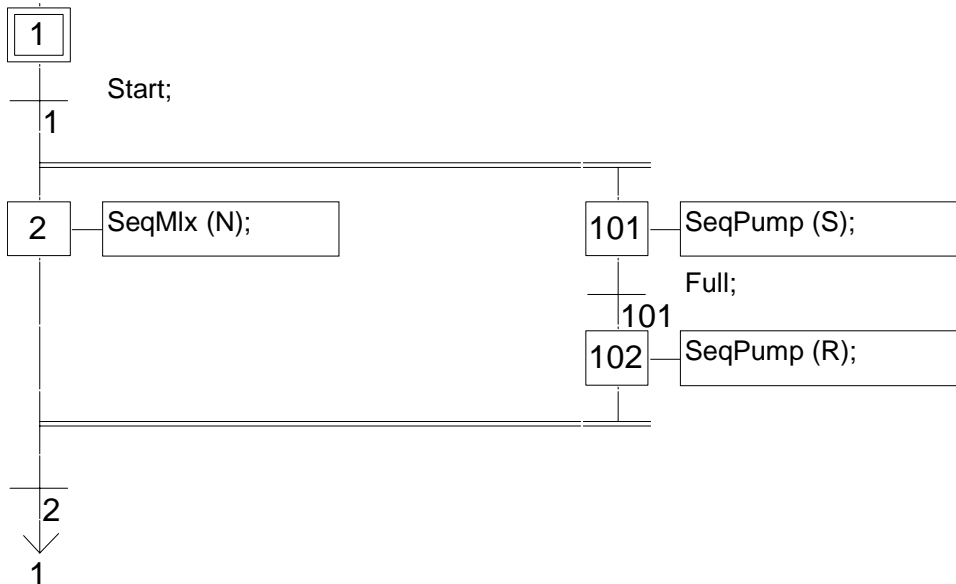 1
Start;
1
2
SeqMIx (N);
101
SeqPump (S);
Full;
101
102
SeqPump (R);
2
1